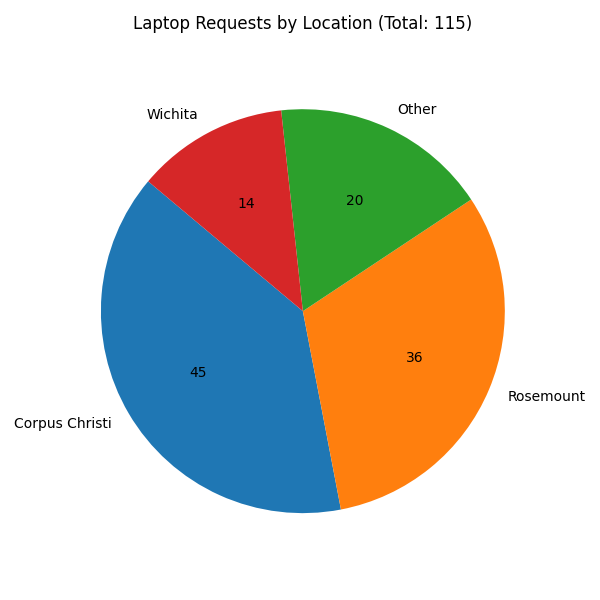 Laptop Requests by Location (Total: 115)
Wichita
Other
14
20
45
36
Corpus Christi
Rosemount